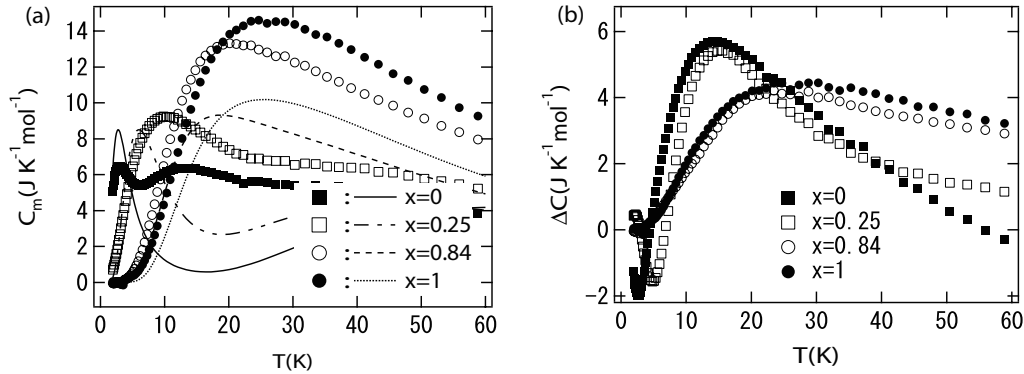 (a)
14
12
10
8
6
4
2
0
C_m(J K⁻¹mol⁻¹)
: x=0
: x=0.25
: x=0.84
: x=1
0 10 20 30 40 50 60
T(K)
(b)
6
4
2
0
-2
ΔC(J K⁻¹mol⁻¹)
x=0
x=0.25
x=0.84
x=1
0 10 20 30 40 50 60
T(K)